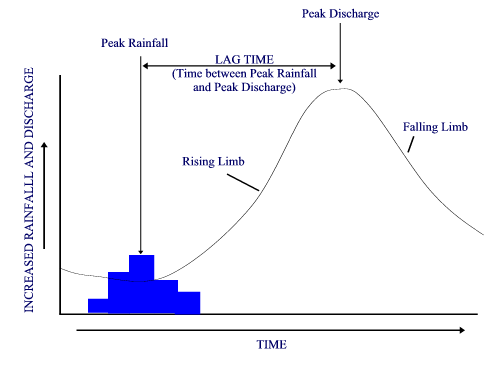 Peak Discharge
Peak Rainfall
LAG TIME
(Time between Peak Rainfall
and Peak Discharge)
Falling Limb
Rising Limb
INCREASED RAINFALLL AND DISCHARGE
TIME